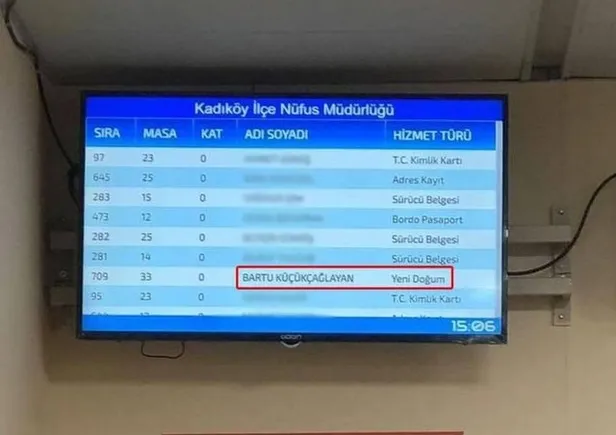 Kadıköy İlçe Nüfus Müdürlüğü
SIRA MASA KAT ADI SOYADI HİZMET TÜRÜ
97 23 0 T.C. Kimlik Kartı
645 25 0 Adres Kayıt
283 15 0 Sürücü Belgesi
473 12 0 Bordo Pasaport
282 25 0 Sürücü Belgesi
281 14 0 Sürücü Belgesi
709 33 0 BARTU KÜÇÜKÇAĞLAYAN Yeni Doğum
95 23 0 T.C. Kimlik Kartı
15:06